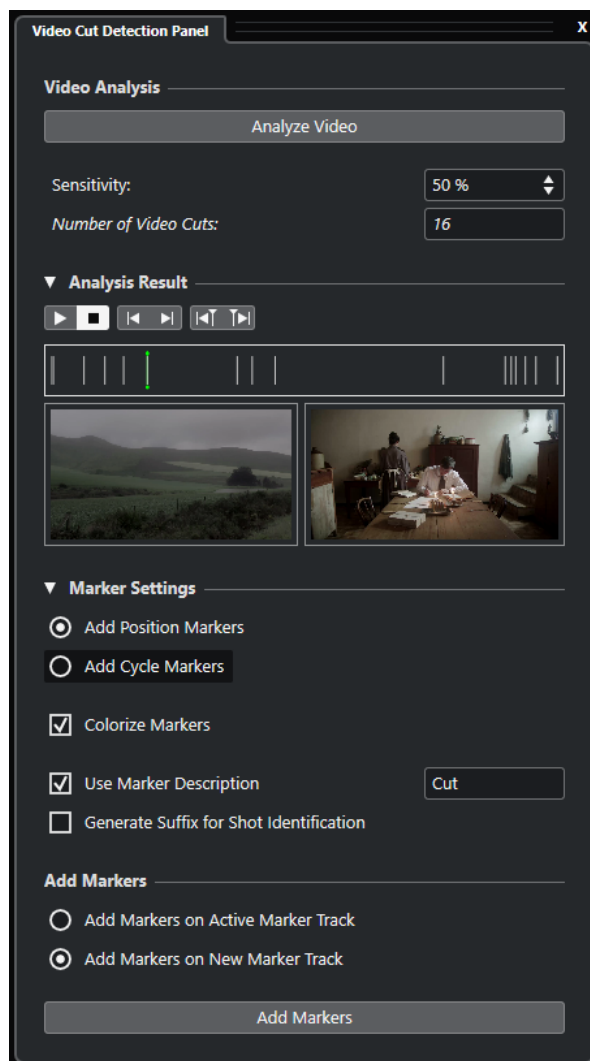 Video Cut Detection Panel
X
Video Analysis
Analyze Video
Sensitivity: 50 %
Number of Video Cuts: 16
Analysis Result
Marker Settings
Add Position Markers
Add Cycle Markers
Colorize Markers
Use Marker Description Cut
Generate Suffix for Shot Identification
Add Markers
Add Markers on Active Marker Track
Add Markers on New Marker Track
Add Markers